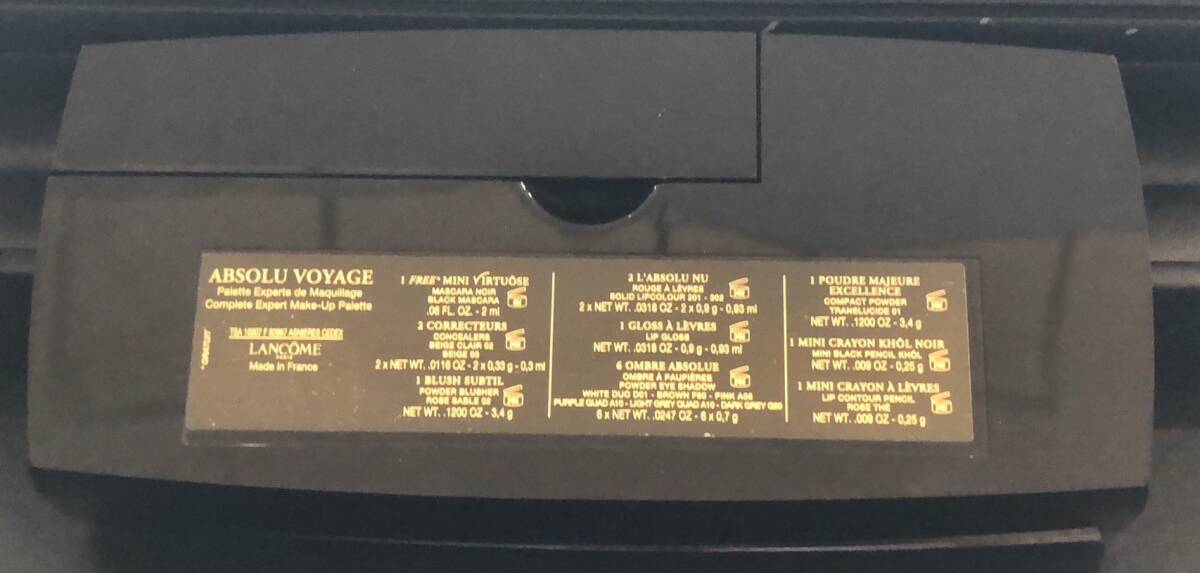 ABSOLU VOYAGE
Palette Experte de Maquillage
Complete Expert Make-Up Palette
LANCÔME
PARIS
Made in France
1 FREE* MINI VIRTUÔSE
MASCARA NOIR
BLACK MASCARA
.06 FL. OZ. - 2 ml
2 CORRECTEURS
CONCEALERS
BEIGE CLAIR 02
BEIGE 03
2 x NET WT. .0116 OZ - 2 x 0,33 g - 0,3 ml
1 BLUSH SUBTIL
POWDER BLUSHER
ROSE SABLE 02
NET WT. .1200 OZ - 3,4 g
2 L'ABSOLU NU
ROUGE À LÈVRES
SOLID LIPCOLOUR 201 - 302
2 x NET WT. .0318 OZ - 2 x 0,9 g - 0,93 ml
1 GLOSS À LÈVRES
LIP GLOSS
NET WT. .0318 OZ - 0,9 g - 0,93 ml
6 OMBRE ABSOLUE
OMBRE À PAUPIÈRES
POWDER EYE SHADOW
WHITE DUO D01 - BROWN F60 - PINK A05
PURPLE QUAD A10 - LIGHT GREY QUAD A10 - DARK GREY G60
6 x NET WT. .0247 OZ - 6 x 0,7 g
1 POUDRE MAJEURE
EXCELLENCE
COMPACT POWDER
TRANSLUCIDE 01
NET WT. .1200 OZ - 3,4 g
1 MINI CRAYON KHÔL NOIR
MINI BLACK PENCIL KHÔL
NET WT. .009 OZ - 0,25 g
1 MINI CRAYON À LÈVRES
LIP CONTOUR PENCIL
ROSE THÉ
NET WT. .009 OZ - 0,25 g